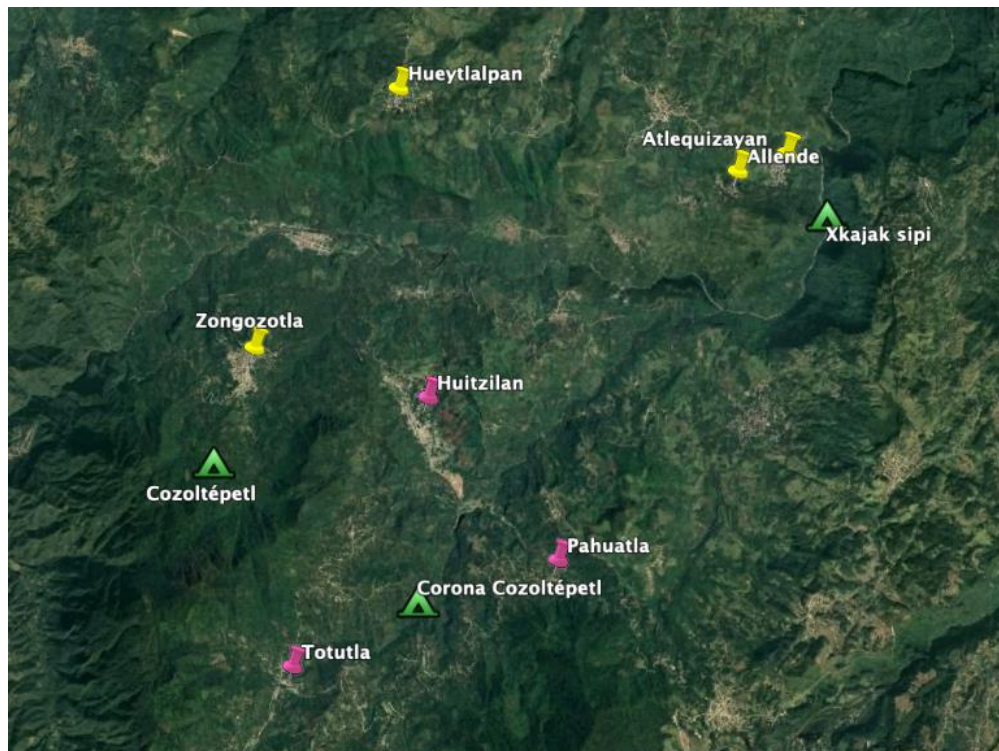 Hueytlalpan
Atlequizayan
Allende
Xkajak sipi
Zongozotla
Huitzilan
Cozoltépetl
Pahuatla
Corona Cozoltépetl
Totutla